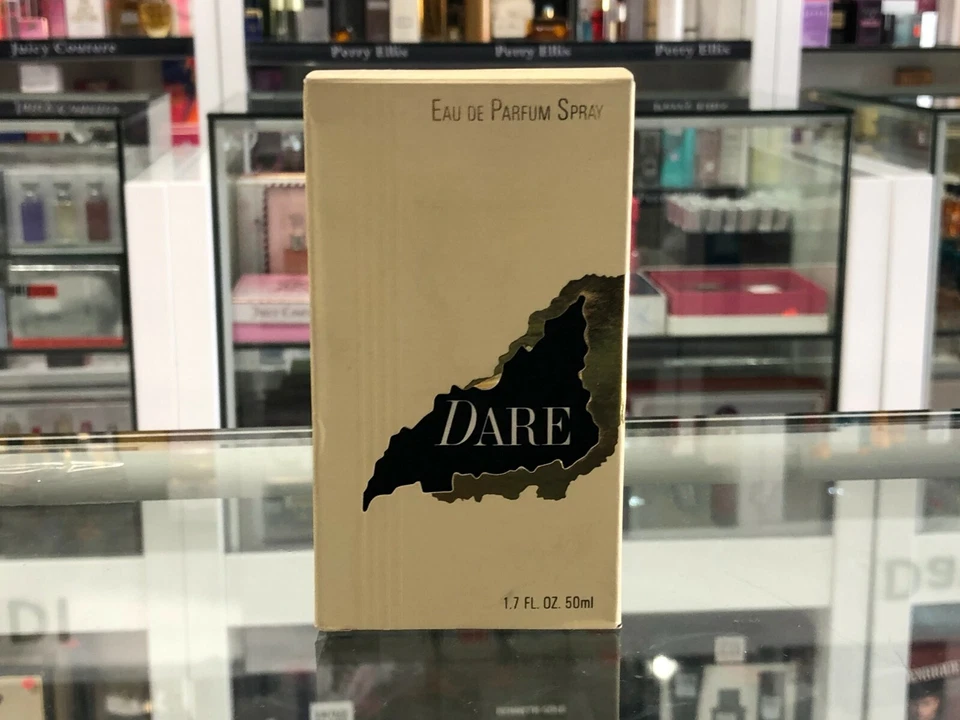 Juicy Couture
Perry Ellis
Perry Ellis
Perry Ellis
EAU DE PARFUM SPRAY
DARE
1.7 FL. OZ. 50ml